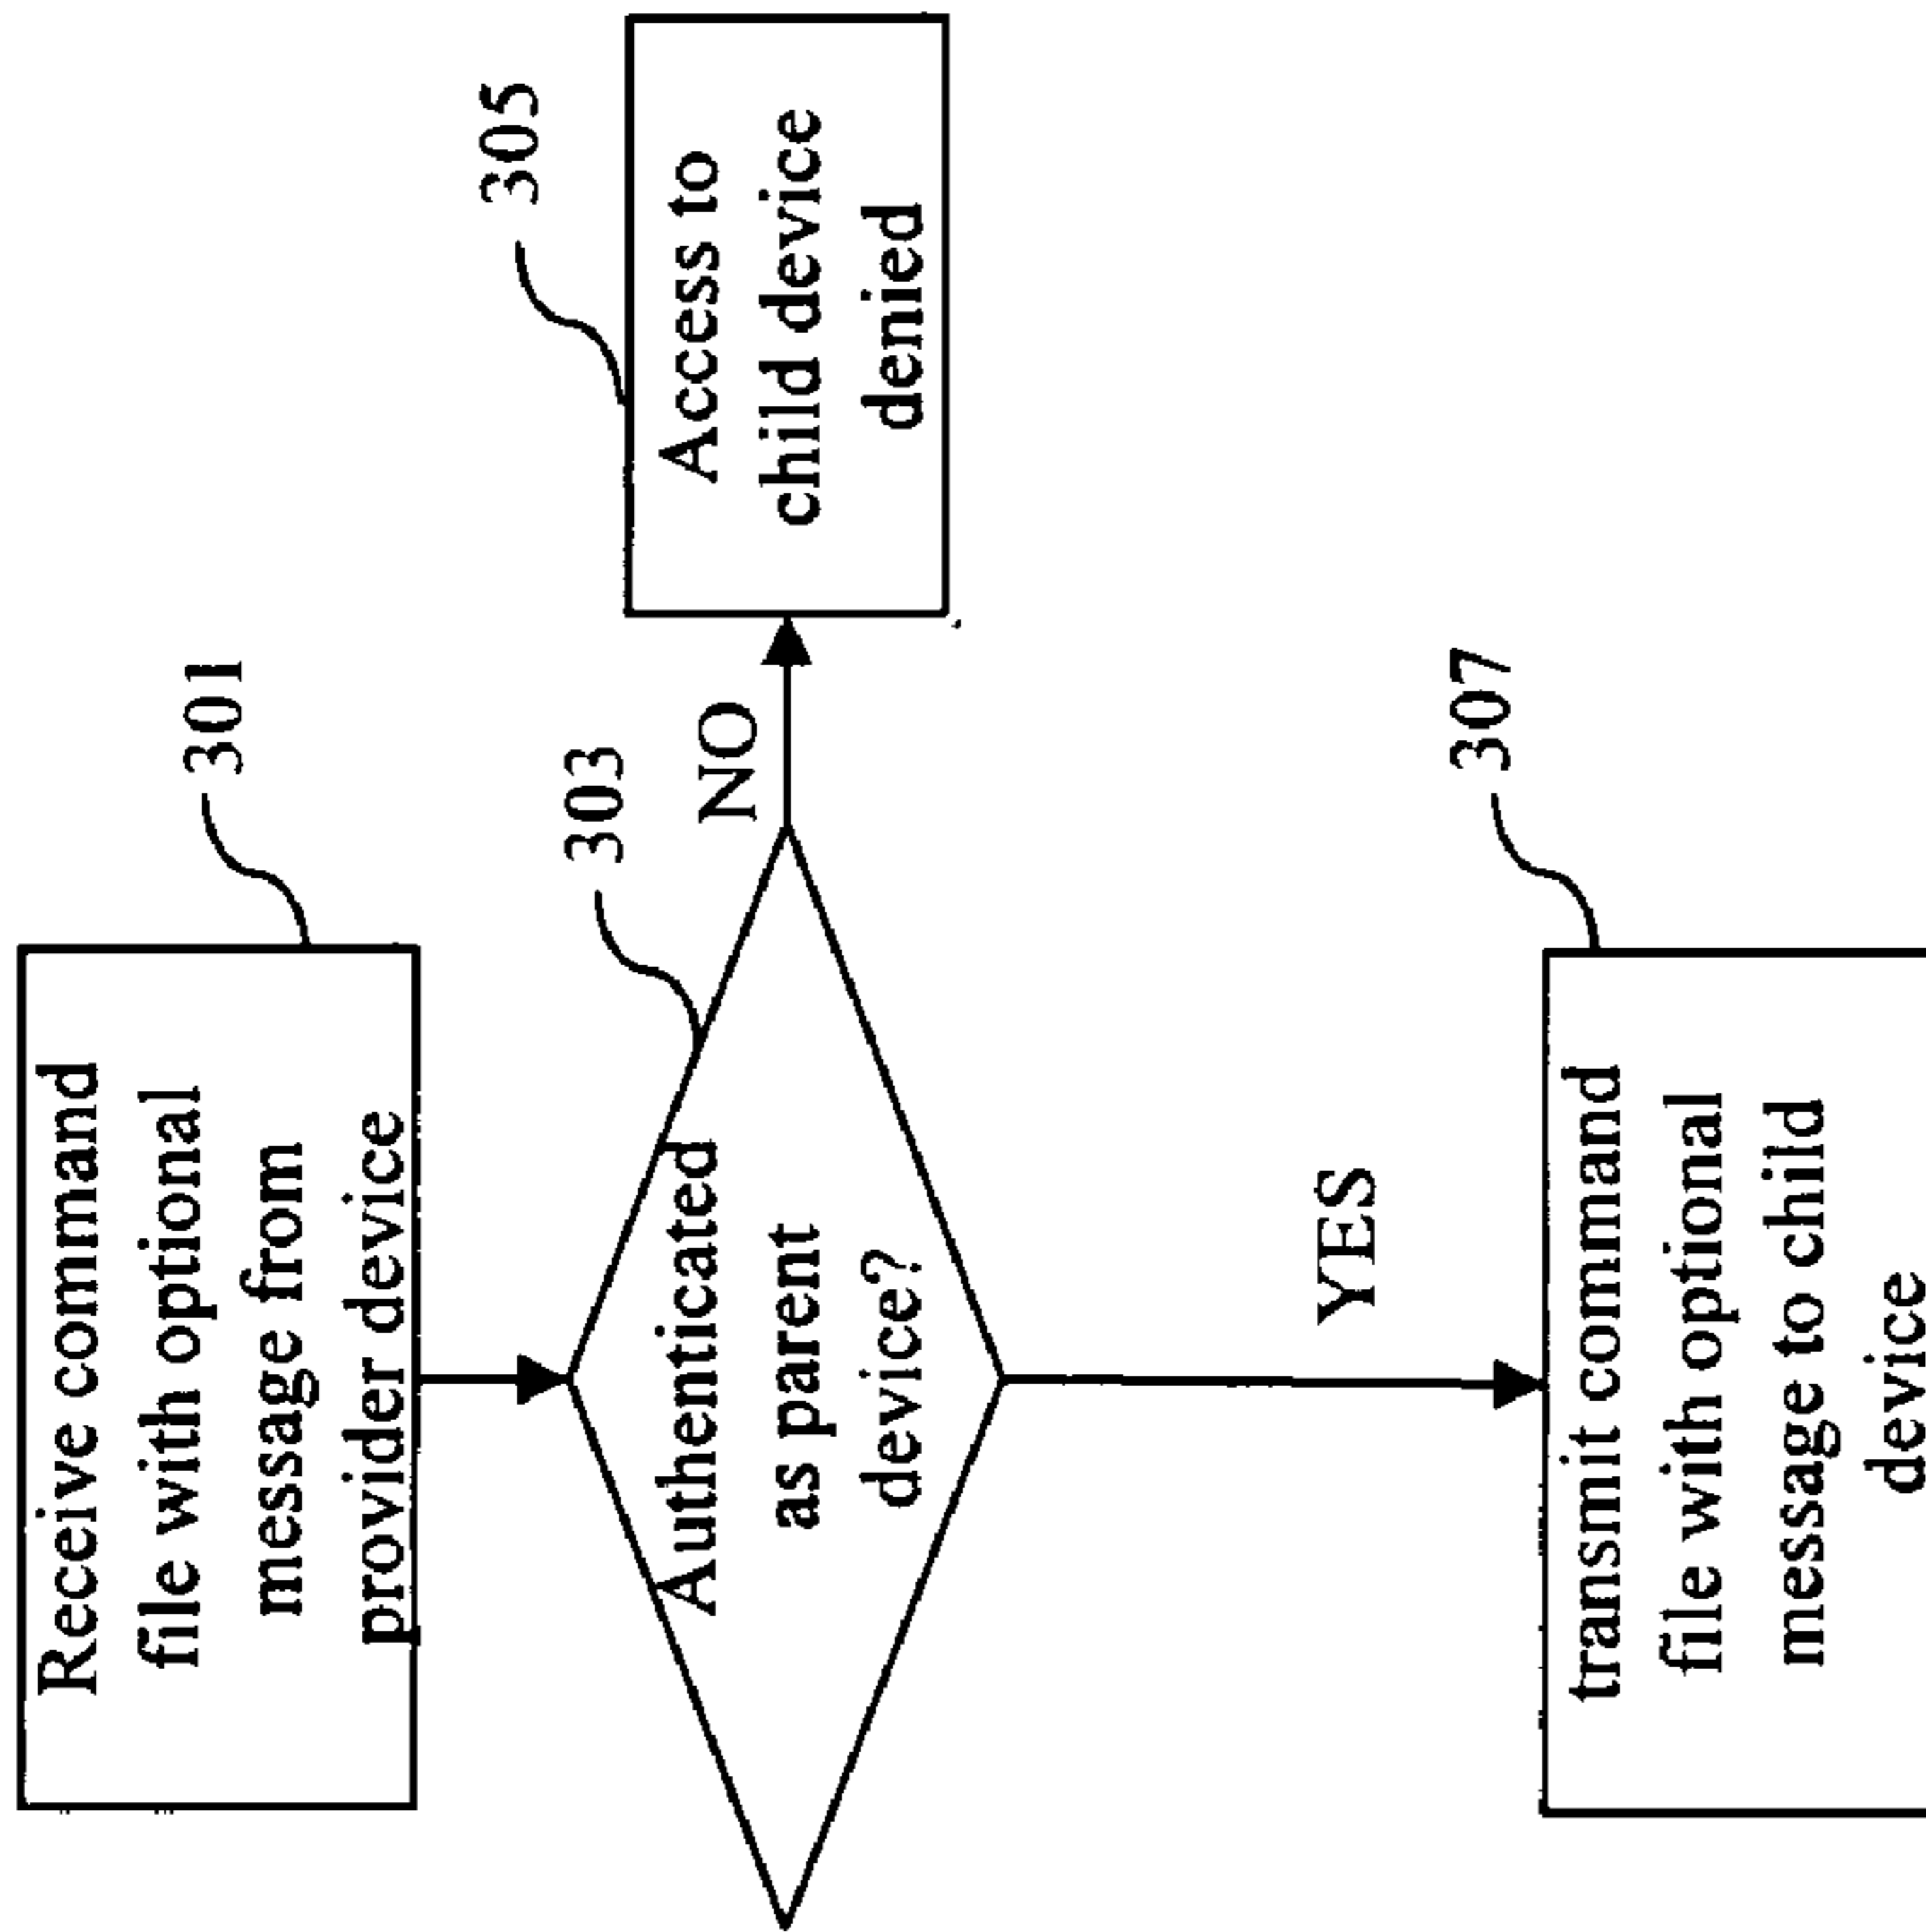 301
Receive command
file with optional
message from
provider device
303
Authenticated
as parent
device?
NO
305
Access to
child device
denied
YES
307
transmit command
file with optional
message to child
device